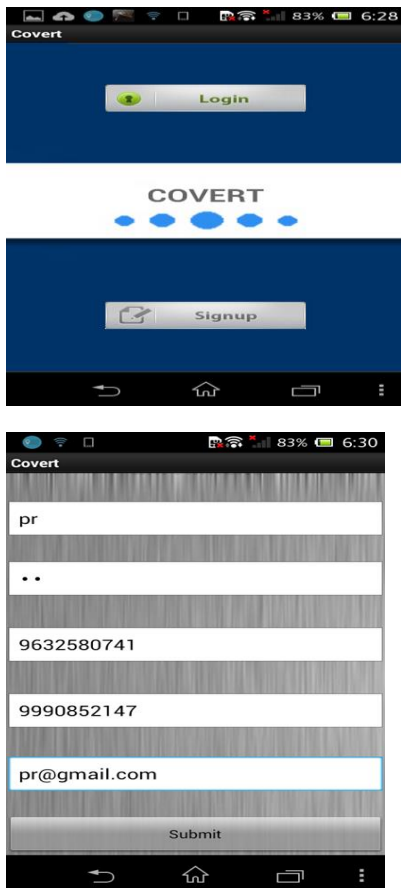 83% 6:28
Covert
Login
COVERT
Signup
83% 6:30
Covert
pr
••
9632580741
9990852147
pr@gmail.com
Submit